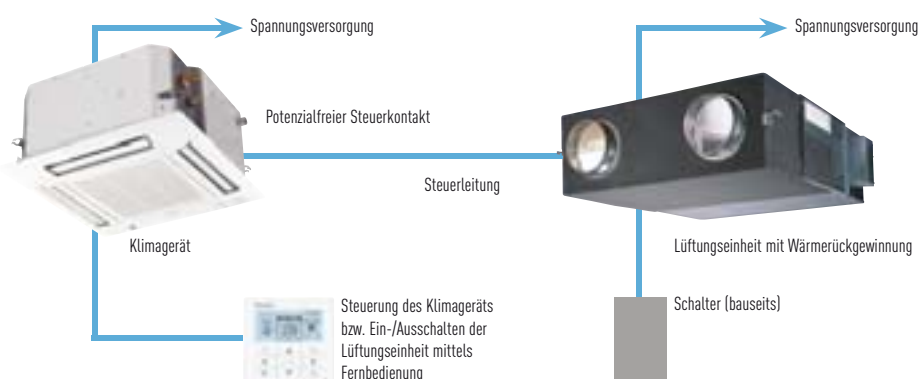 Spannungsversorgung
Spannungsversorgung
Potenzialfreier Steuerkontakt
Steuerleitung
Klimagerät
Lüftungseinheit mit Wärmerückgewinnung
Steuerung des Klimageräts
bzw. Ein-/Ausschalten der
Lüftungseinheit mittels
Fernbedienung
Schalter (bauseits)